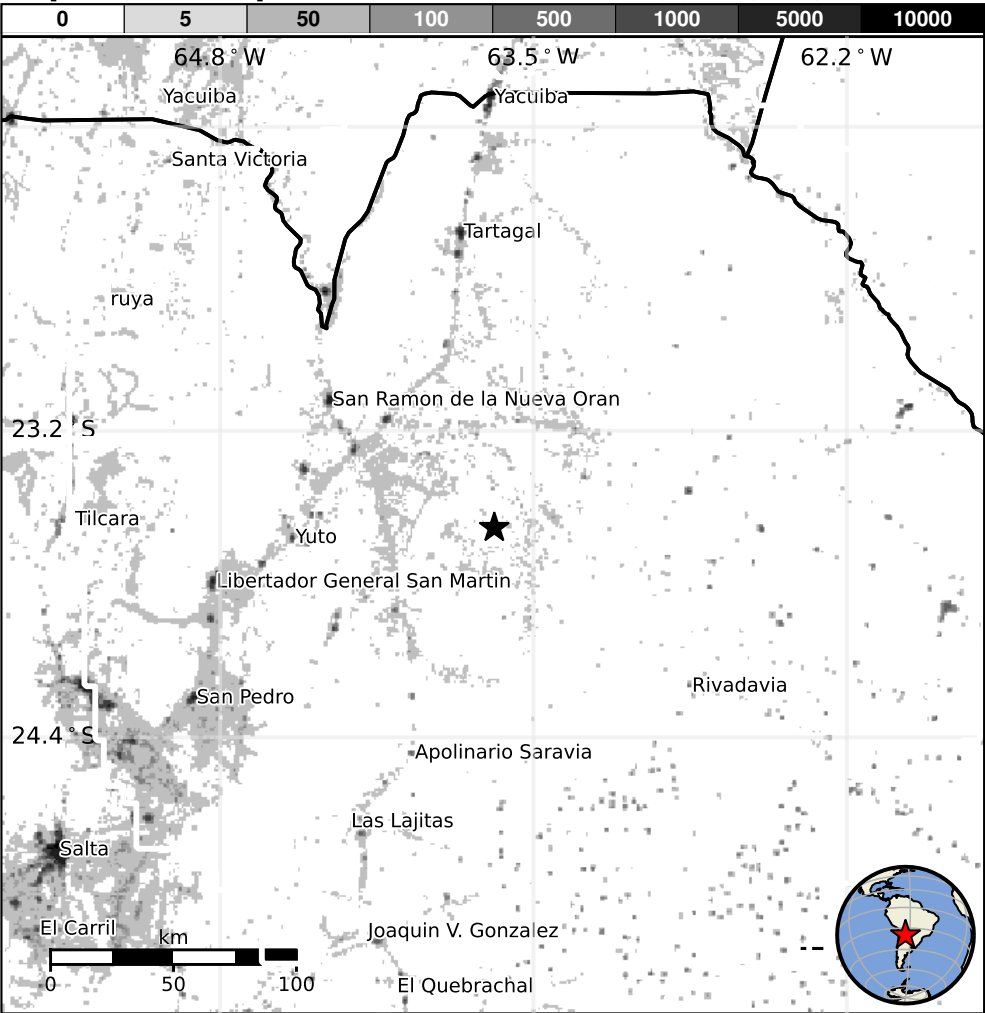 0 5 50 100 500 1000 5000 10000
64.8°W 63.5°W 62.2°W
Yacuiba Yacuiba
Santa Victoria
Tartagal
ruya
San Ramon de la Nueva Oran
23.2°S
Tilcara
Yuto
Libertador General San Martin
Rivadavia
San Pedro
24.4°S
Apolinario Saravia
Las Lajitas
Salta
El Carril
Joaquin V. Gonzalez
km
0 50 100
El Quebrachal